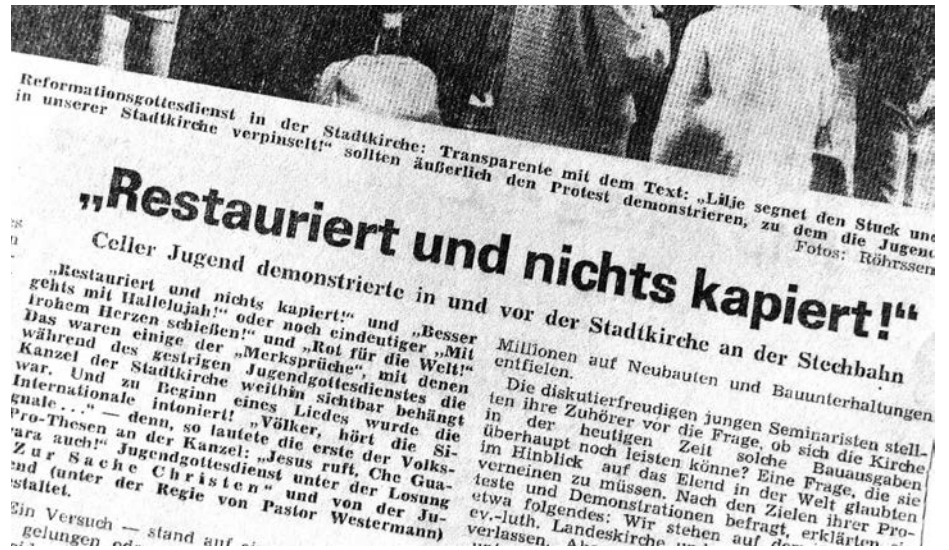 Reformationsgottesdienst in der Stadtkirche: Transparente mit dem Text: „Lilje segnet den Stuck und
in unserer Stadtkirche verpinselt!“ sollten äußerlich den Protest demonstrieren, zu dem die Jugend
Fotos: Röhrssen
„Restauriert und nichts kapiert!“
Celler Jugend demonstrierte in und vor der Stadtkirche an der Stechbahn
„Restauriert und nichts kapiert!“ und „Besser
gehts mit Hallelujah!“ oder noch eindeutiger „Mit
frohem Herzen schießen!“ und „Rot für die Welt!“
Das waren einige der „Merksprüche“, mit denen
während des gestrigen Jugendgottesdienstes die
Kanzel der Stadtkirche weithin sichtbar behängt
war. Und zu Beginn eines Liedes wurde die
Internationale intoniert! „Völker, hört die Si-
gnale . . .“ — denn, so lautete die erste der Volks-
Pro-Thesen an der Kanzel: „Jesus ruft, Che Gua-
vara auch!“ Jugendgottesdienst unter der Losung
Zur Sache Christen“ und von der Ju-
end (unter der Regie von Pastor Westermann)
estaltet.
Ein Versuch — stand auf
gelungen
Millionen auf Neubauten und Bauunterhaltungen
entfielen.
Die diskutierfreudigen jungen Seminaristen stell-
ten ihre Zuhörer vor die Frage, ob sich die Kirche
in der heutigen Zeit solche Bauausgaben
überhaupt noch leisten könne? Eine Frage, die sie
im Hinblick auf das Elend in der Welt glaubten
verneinen zu müssen. Nach den Zielen ihrer Pro-
teste und Demonstrationen befragt, erklärten
etwa folgendes: Wir stehen auf
ev.-luth. Landeskirche
verlassen.